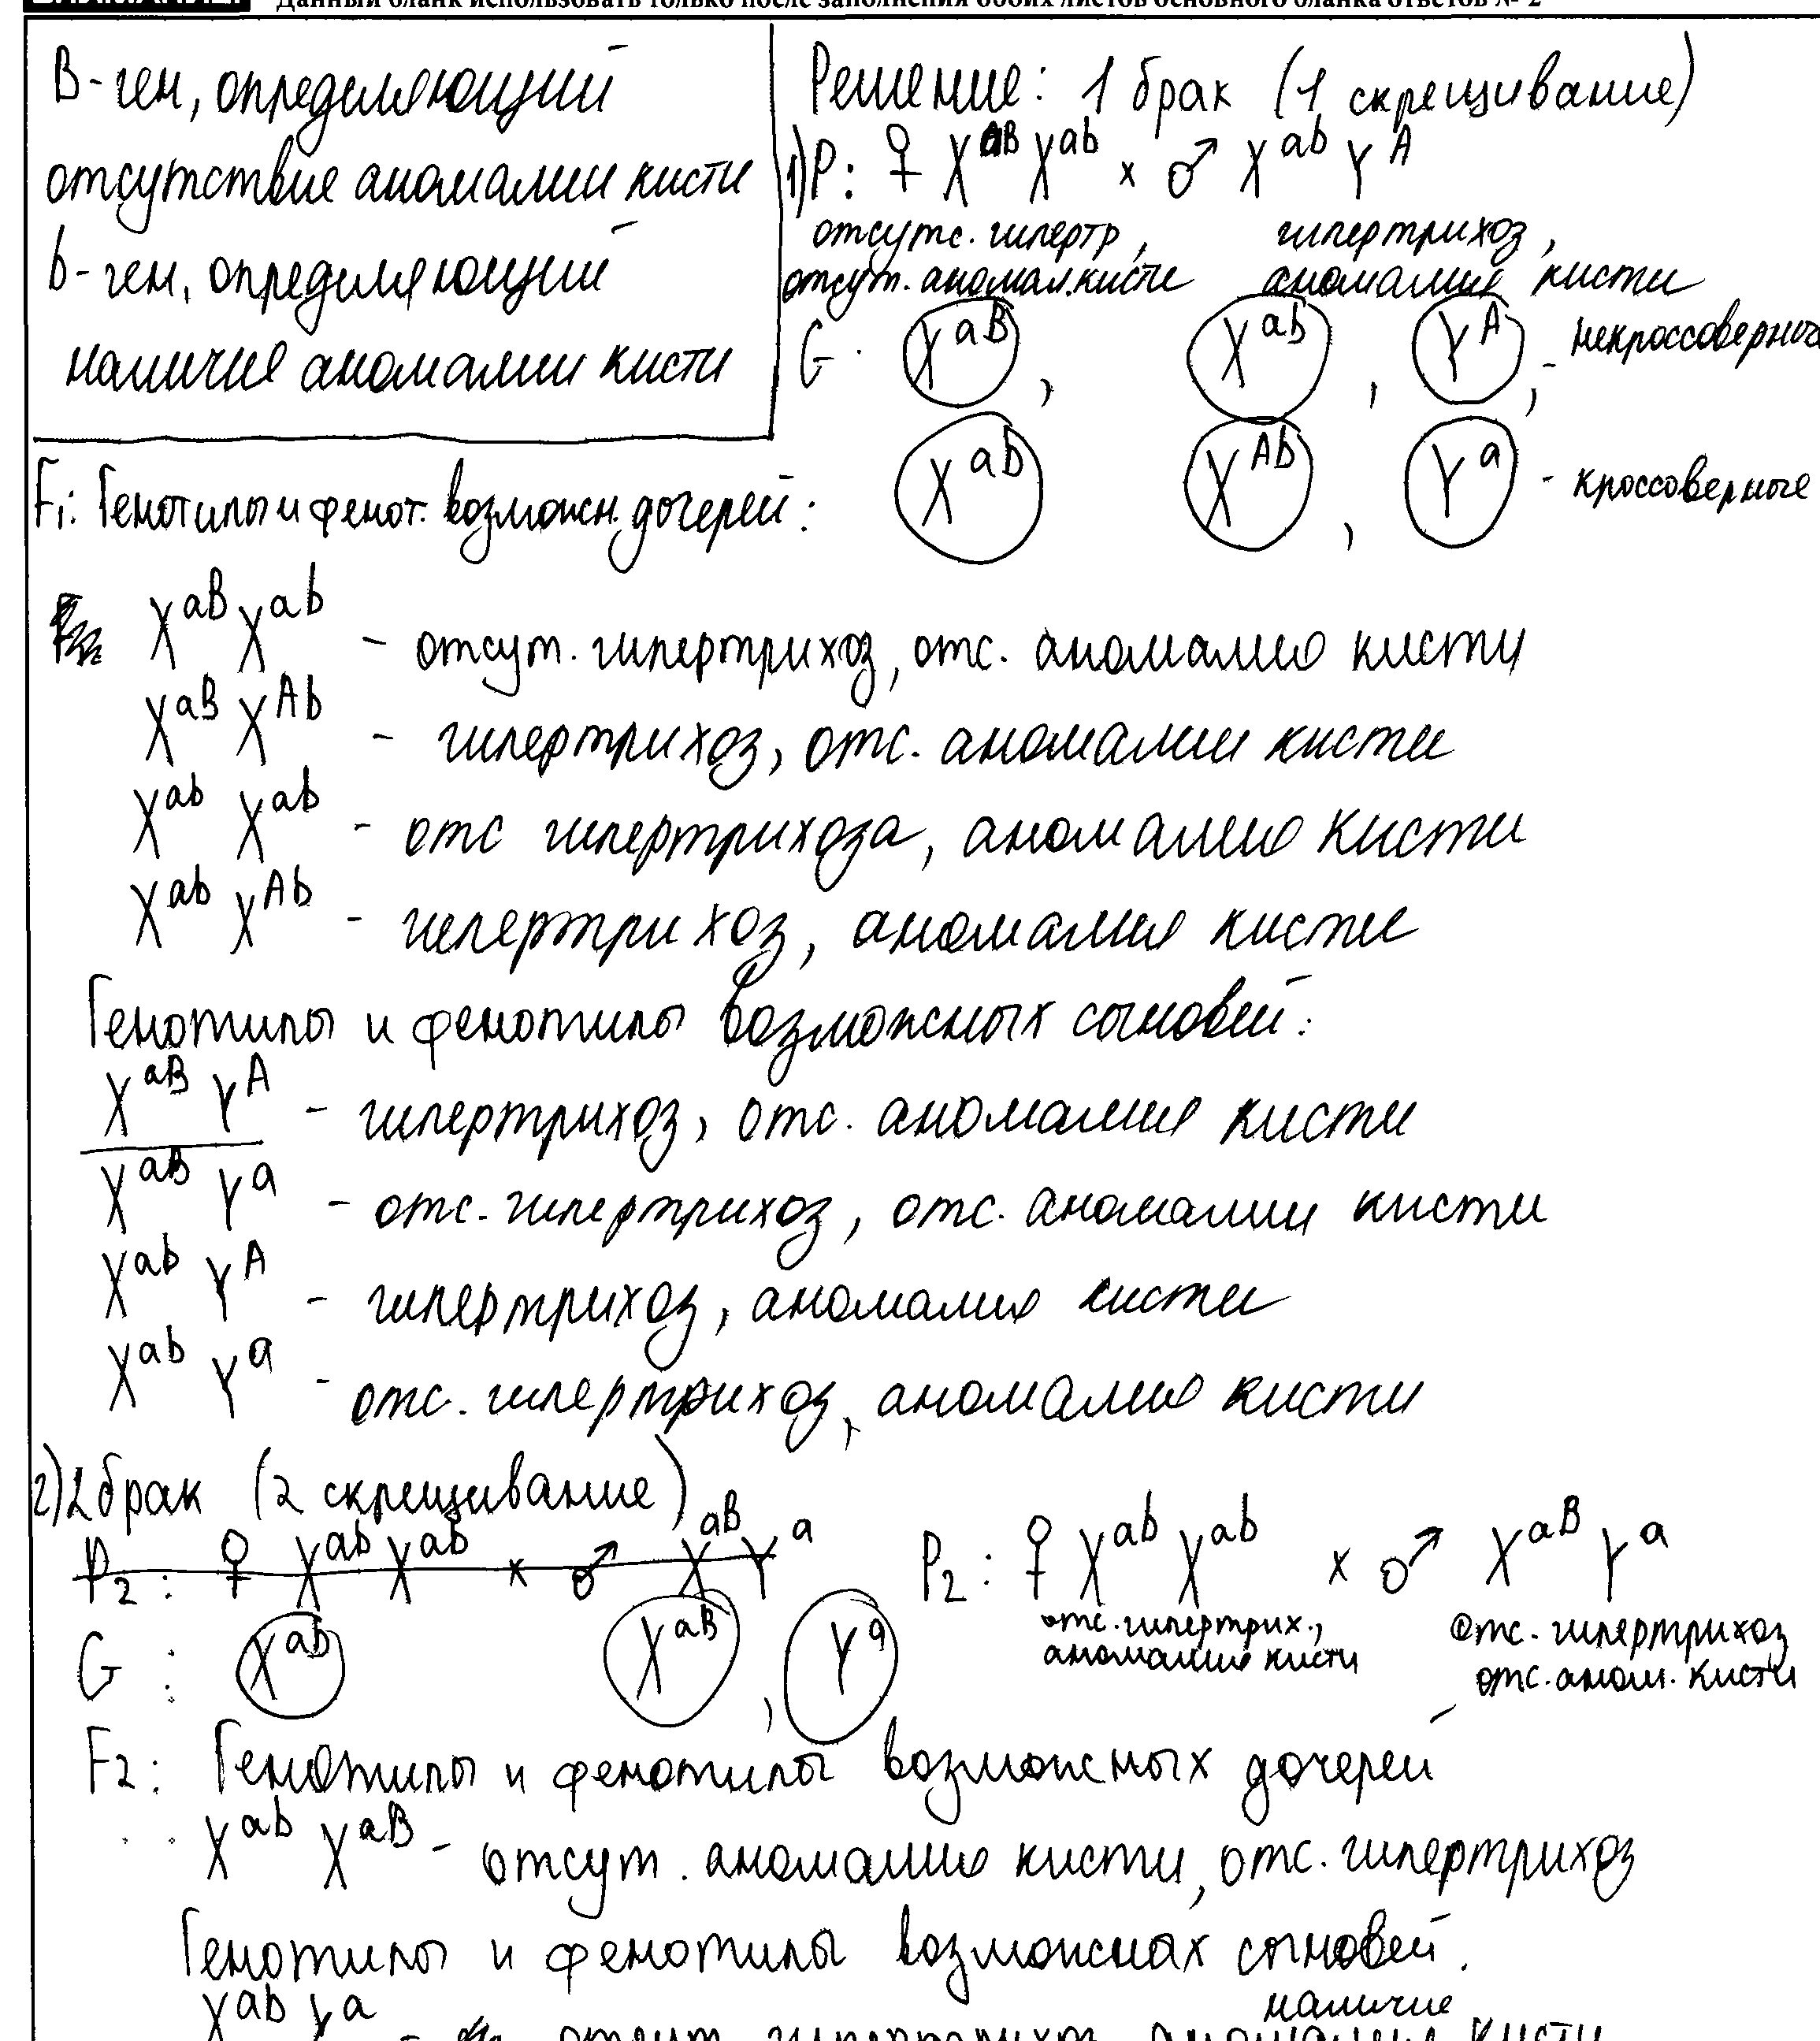 Данный бланк использовать только после заполнения обоих листов основного бланка ответов № 2
B-ген, определяющий
отсутствие аномалии кисти
b-ген, определяющий
наличие аномалии кисти
Решение: 1 брак (1 скрещивание)
1)P: ♀ X^aB X^ab × ♂ X^ab Y^A
отсутс. гипертр, гипертрихоз,
отсут. аномал.кисти аномалия кисти
G: X^aB, X^ab, Y^A, - некроссоверные
X^ab X^Ab, Y^a - кроссоверные
F₁: Генотипы и фенот. возможн. дочерей:
X^aB X^ab - отсут. гипертрихоз, отс. аномалию кисти
X^aB X^Ab - гипертрихоз, отс. аномалии кисти
X^ab X^ab - отс гипертрихоза, аномалию кисти
X^ab X^Ab - гипертрихоз, аномалия кисти
Генотипы и фенотипы возможных сыновей:
X^aB Y^A - гипертрихоз, отс. аномалия кисти
X^aB Y^a - отс. гипертрихоз, отс. аномалии кисти
X^ab Y^A - гипертрихоз, аномалия кисти
X^ab Y^a - отс. гипертрихоз, аномалию кисти
2) 2 брак (2 скрещивание)
P₂: ♀ X^ab X^ab × ♂ X^aB Y^a
P₂: ♀ X^ab X^ab × ♂ X^aB Y^a
отс. гипертрих., отс. гипертрихоз
аномалию кисти отс. аном. кисти
G: X^ab X^aB, Y^a
F₂: Генотипы и фенотипы возможных дочерей
X^ab X^aB - отсут. аномалию кисти, отс. гипертрихоз
Генотипы и фенотипы возможных сыновей.
наличие
X^ab Y^a - отсут. гипертрихоз, кисти